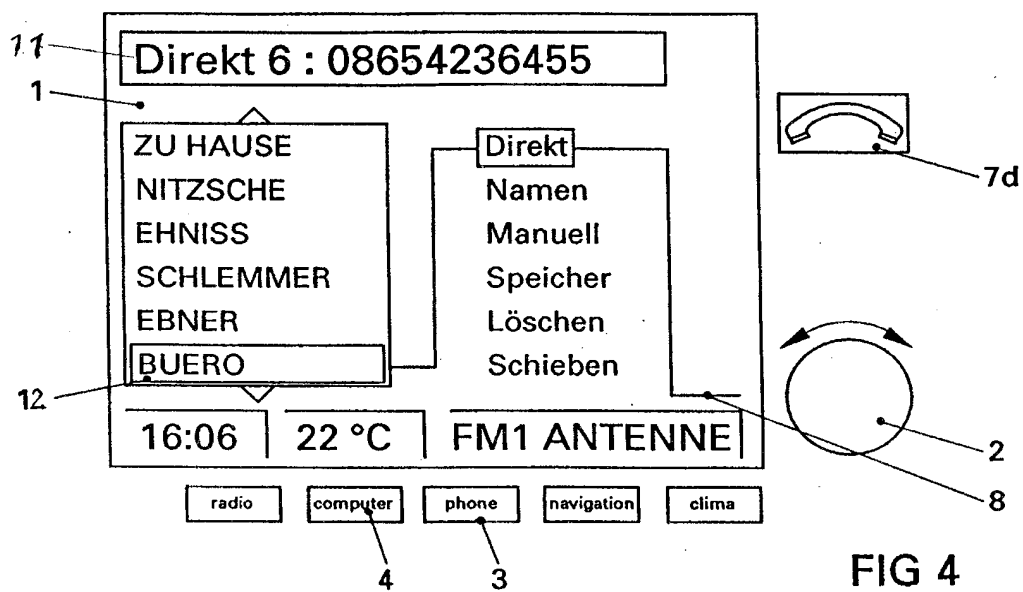 11
Direkt 6 : 08654236455
1
ZU HAUSE
NITZSCHE
EHNISS
SCHLEMMER
EBNER
BUERO
12
Direkt
Namen
Manuell
Speicher
Löschen
Schieben
7d
16:06
22 °C
FM1 ANTENNE
2
8
radio
computer
phone
navigation
clima
4
3
FIG 4